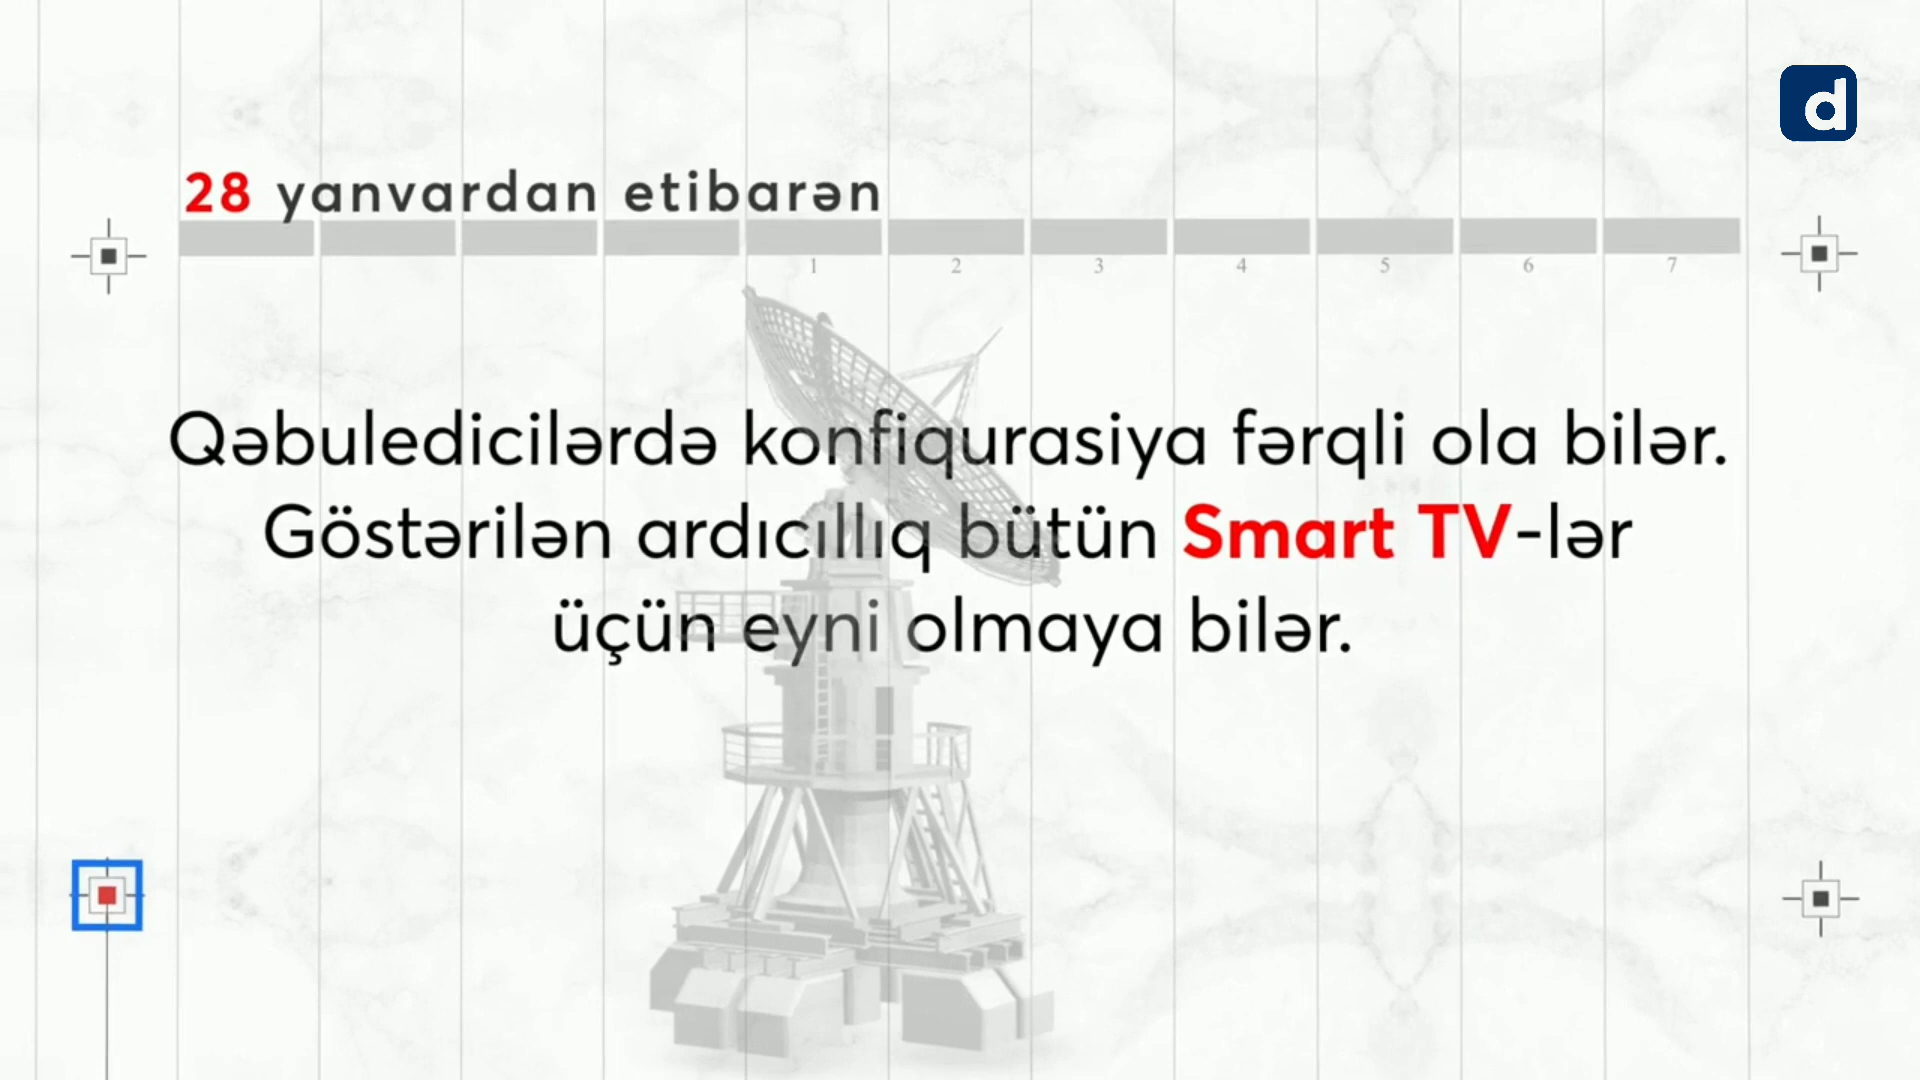 d
28 yanvardan etibarən
1 2 3 4 5 6 7
Qəbuledicilərdə konfiqurasiya fərqli ola bilər.
Göstərilən ardıcıllıq bütün Smart TV-lər
üçün eyni olmaya bilər.